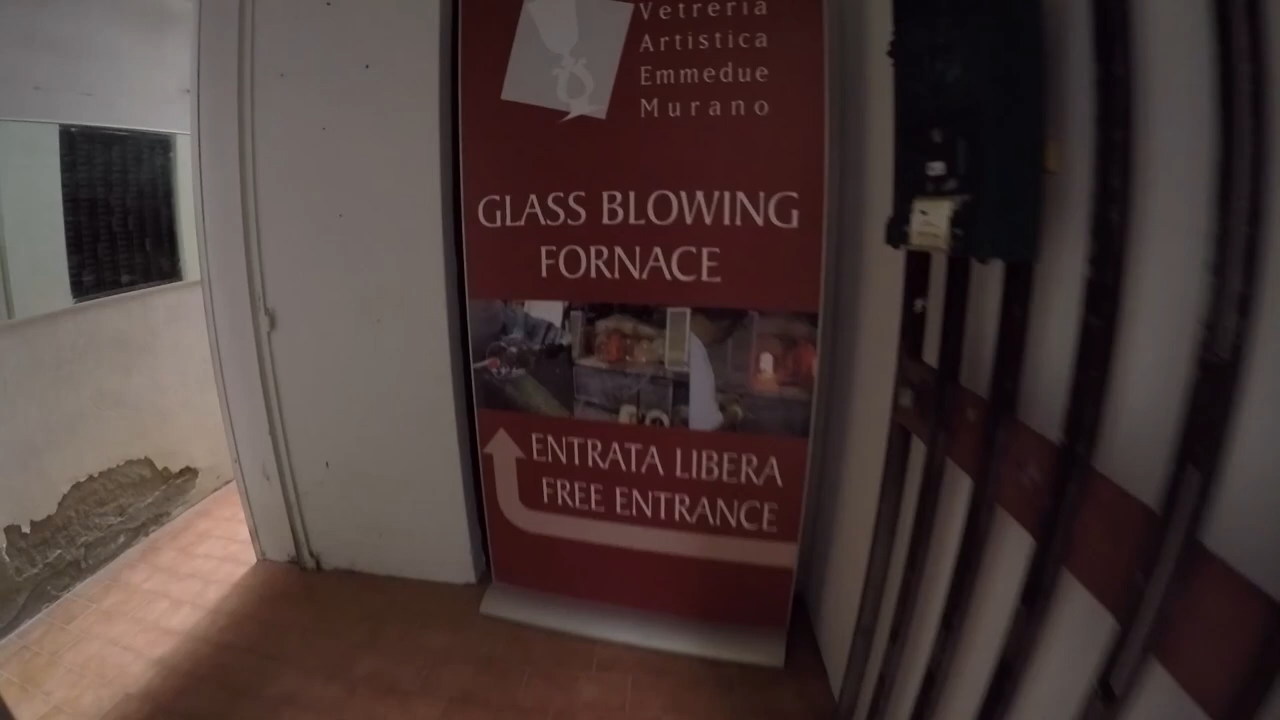 Vetreria
Artistica
Emmedue
Murano
GLASS BLOWING
FORNACE
ENTRATA LIBERA
FREE ENTRANCE